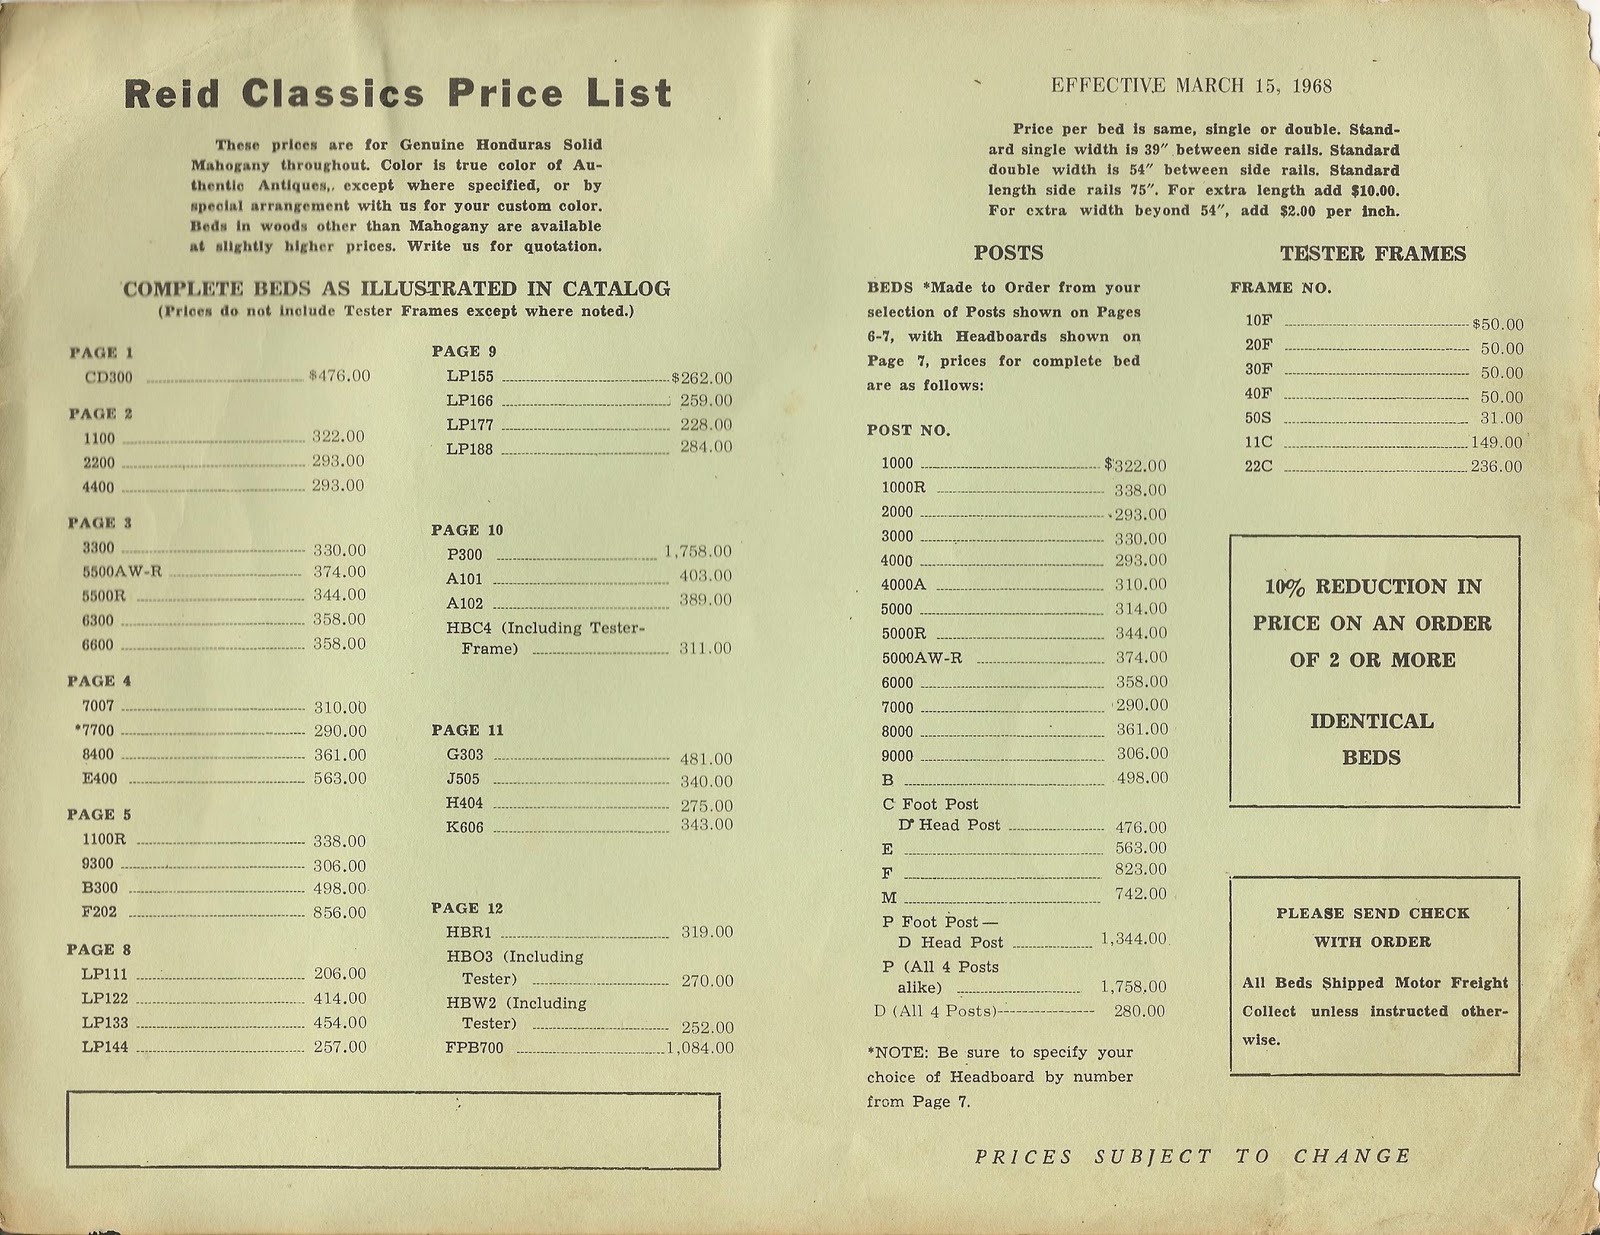 Reid Classics Price List
These prices are for Genuine Honduras Solid
Mahogany throughout. Color is true color of Au-
thentic Antiques,. except where specified, or by
special arrangement with us for your custom color.
Beds in woods other than Mahogany are available
at slightly higher prices. Write us for quotation.
COMPLETE BEDS AS ILLUSTRATED IN CATALOG
(Prices do not include Tester Frames except where noted.)
PAGE 1
CD300 $476.00
PAGE 2
1100 322.00
2200 293.00
4400 293.00
PAGE 3
3300 330.00
5500AW-R 374.00
5500R 344.00
6300 358.00
6600 358.00
PAGE 4
7007 310.00
*7700 290.00
8400 361.00
E400 563.00
PAGE 5
1100R 338.00
9300 306.00
B300 498.00
F202 856.00
PAGE 8
LP111 206.00
LP122 414.00
LP133 454.00
LP144 257.00
PAGE 9
LP155 $262.00
LP166 259.00
LP177 228.00
LP188 284.00
PAGE 10
P300 1,758.00
A101 403.00
A102 389.00
HBC4 (Including Tester-
Frame) 311.00
PAGE 11
G303 481.00
J505 340.00
H404 275.00
K606 343.00
PAGE 12
HBR1 319.00
HBO3 (Including
Tester) 270.00
HBW2 (Including
Tester) 252.00
FPB700 1,084.00
EFFECTIVE MARCH 15, 1968
Price per bed is same, single or double. Stand-
ard single width is 39″ between side rails. Standard
double width is 54″ between side rails. Standard
length side rails 75″. For extra length add $10.00.
For extra width beyond 54″, add $2.00 per inch.
POSTS
BEDS *Made to Order from your
selection of Posts shown on Pages
6-7, with Headboards shown on
Page 7, prices for complete bed
are as follows:
POST NO.
1000 $322.00
1000R 338.00
2000 293.00
3000 330.00
4000 293.00
4000A 310.00
5000 314.00
5000R 344.00
5000AW-R 374.00
6000 358.00
7000 290.00
8000 361.00
9000 306.00
B 498.00
C Foot Post
D Head Post 476.00
E 563.00
F 823.00
M 742.00
P Foot Post —
D Head Post 1,344.00
P (All 4 Posts
alike) 1,758.00
D (All 4 Posts) 280.00
*NOTE: Be sure to specify your
choice of Headboard by number
from Page 7.
TESTER FRAMES
FRAME NO.
10F $50.00
20F 50.00
30F 50.00
40F 50.00
50S 31.00
11C 149.00
22C 236.00
10% REDUCTION IN
PRICE ON AN ORDER
OF 2 OR MORE
IDENTICAL
BEDS
PLEASE SEND CHECK
WITH ORDER
All Beds Shipped Motor Freight
Collect unless instructed other-
wise.
PRICES SUBJECT TO CHANGE